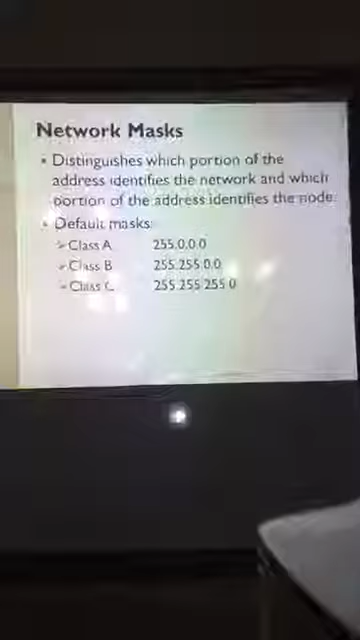 Network Masks
• Distinguishes which portion of the
address identifies the network and which
portion of the address identifies the node.
• Default masks:
➢ Class A 255.0.0.0
➢ Class B 255.255.0.0
➢ Class C 255.255.255.0